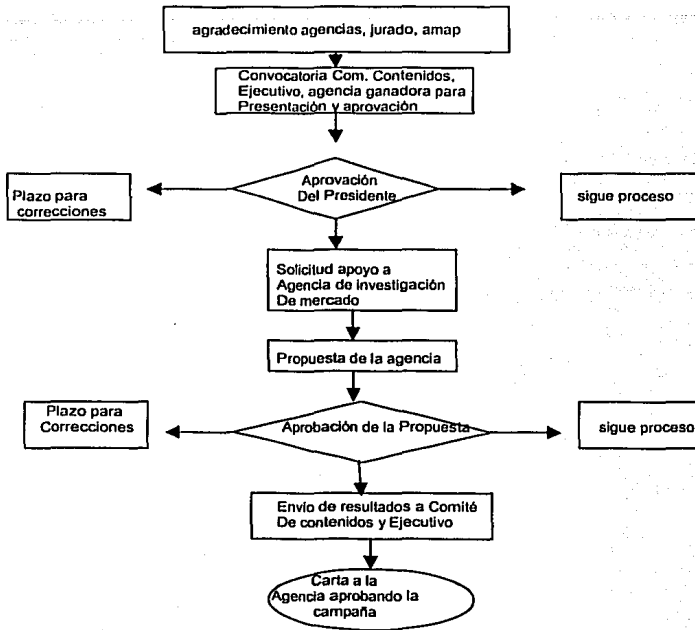 agradecimiento agencias, jurado, amap
Convocatoria Com. Contenidos,
Ejecutivo, agencia ganadora para
Presentación y aprovación
Aprovación
Del Presidente
Plazo para
correcciones
sigue proceso
Solicitud apoyo a
Agencia de investigación
De mercado
Propuesta de la agencia
Plazo para
Correcciones
Aprobación de la Propuesta
sigue proceso
Envío de resultados a Comité
De contenidos y Ejecutivo
Carta a la
Agencia aprobando la
campaña